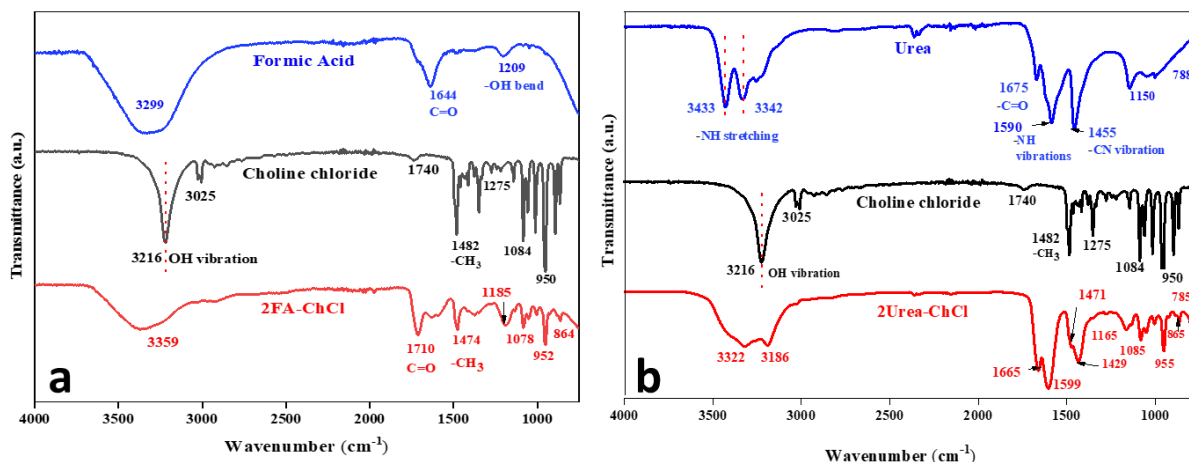 Transmittance (a.u.)
Formic Acid
3299
1644
C=O
1209
-OH bend
Choline chloride
3025
1740
1275
1482
-CH3
1084
950
3216 OH vibration
2FA-ChCl
3359
1710
C=O
1474
-CH3
1185
1078
952
864
a
4000 3500 3000 2500 2000 1500 1000
Wavenumber (cm-1)
Transmittance (a.u.)
Urea
3433 3342
-NH stretching
1675
-C=O
1590
-NH
vibrations
1455
-CN vibration
1150
788
Choline chloride
3025
1740
1482
-CH3
1275
1084
950
3216 OH vibration
2Urea-ChCl
3322 3186
1665
1599
1471
1429
1165
1085
955
865
785
b
4000 3500 3000 2500 2000 1500 1000
Wavenumber (cm-1)